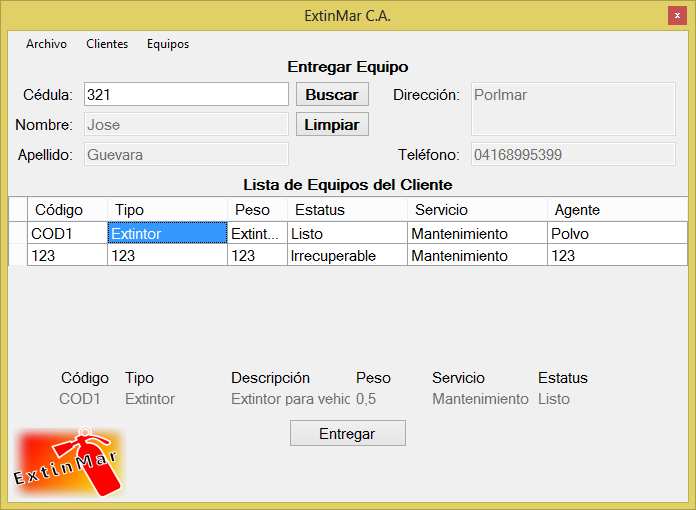 ExtinMar C.A.
x
Archivo Clientes Equipos
Entregar Equipo
Cédula: 321 Buscar Dirección: Porlmar
Nombre: Jose Limpiar
Apellido: Guevara Teléfono: 04168995399
Lista de Equipos del Cliente
Código Tipo Peso Estatus Servicio Agente
COD1 Extintor Extint... Listo Mantenimiento Polvo
123 123 123 Irrecuperable Mantenimiento 123
Código Tipo Descripción Peso Servicio Estatus
COD1 Extintor Extintor para vehic 0,5 Mantenimiento Listo
Entregar
ExtinMar